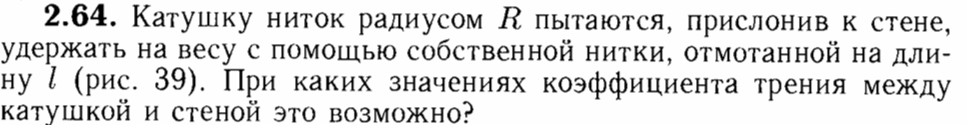 2.64. Катушку ниток радиусом R пытаются, прислонив к стене,
удержать на весу с помощью собственной нитки, отмотанной на дли-
ну l (рис. 39). При каких значениях коэффициента трения между
катушкой и стеной это возможно?